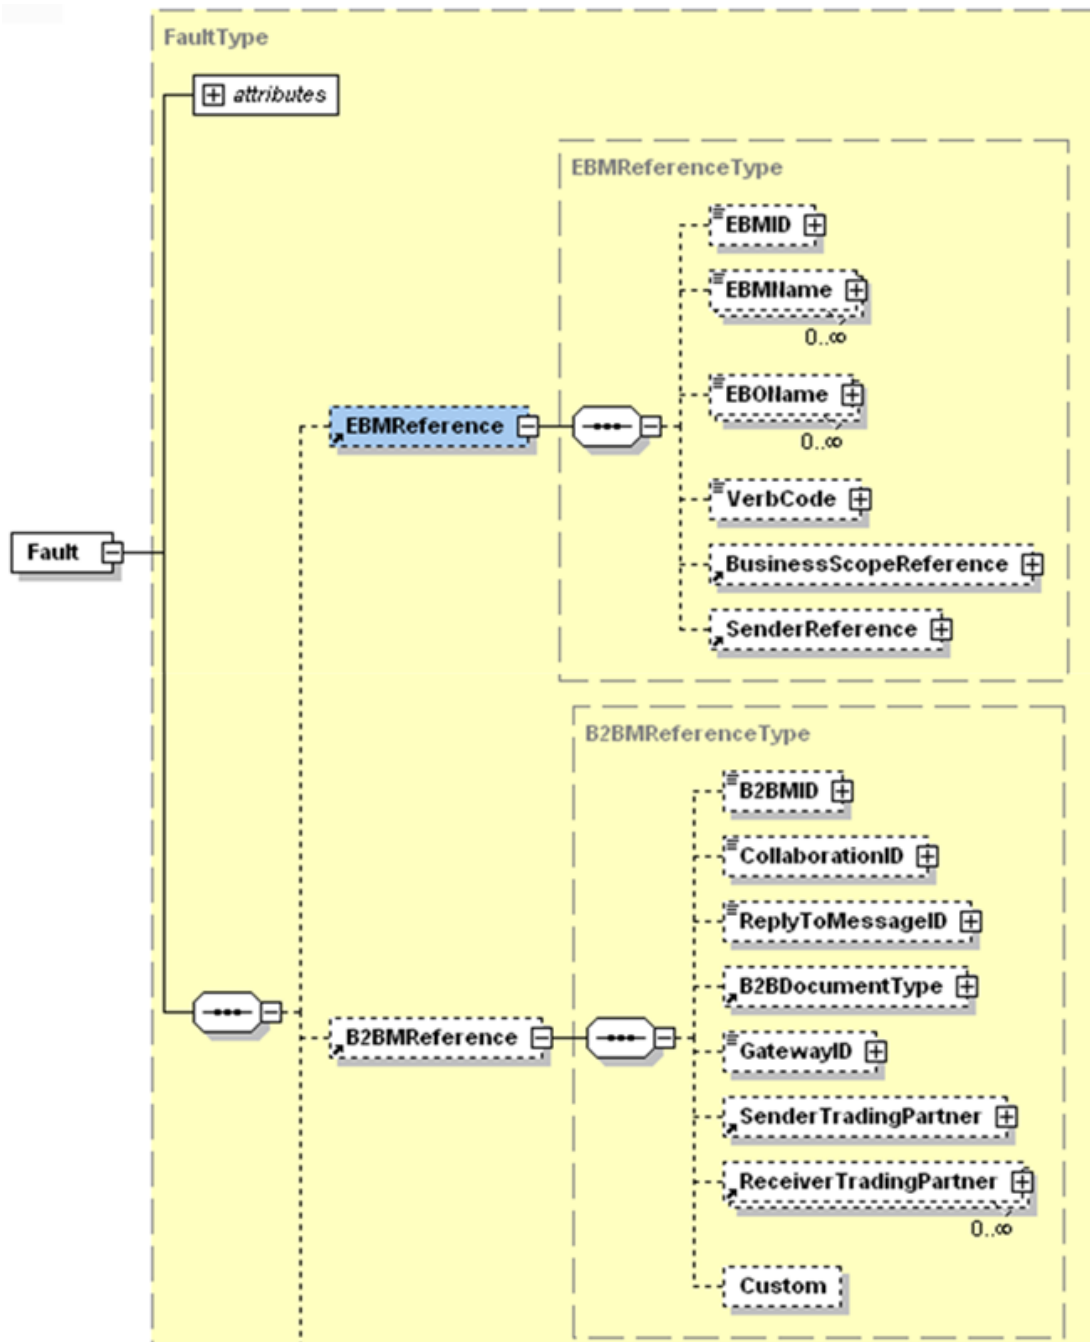 FaultType
attributes
EBMReferenceType
EBMID
EBMName
0..∞
EBOName
0..∞
EBMReference
VerbCode
Fault
BusinessScopeReference
SenderReference
B2BMReferenceType
B2BMID
CollaborationID
ReplyToMessageID
B2BDocumentType
B2BMReference
GatewayID
SenderTradingPartner
ReceiverTradingPartner
0..∞
Custom